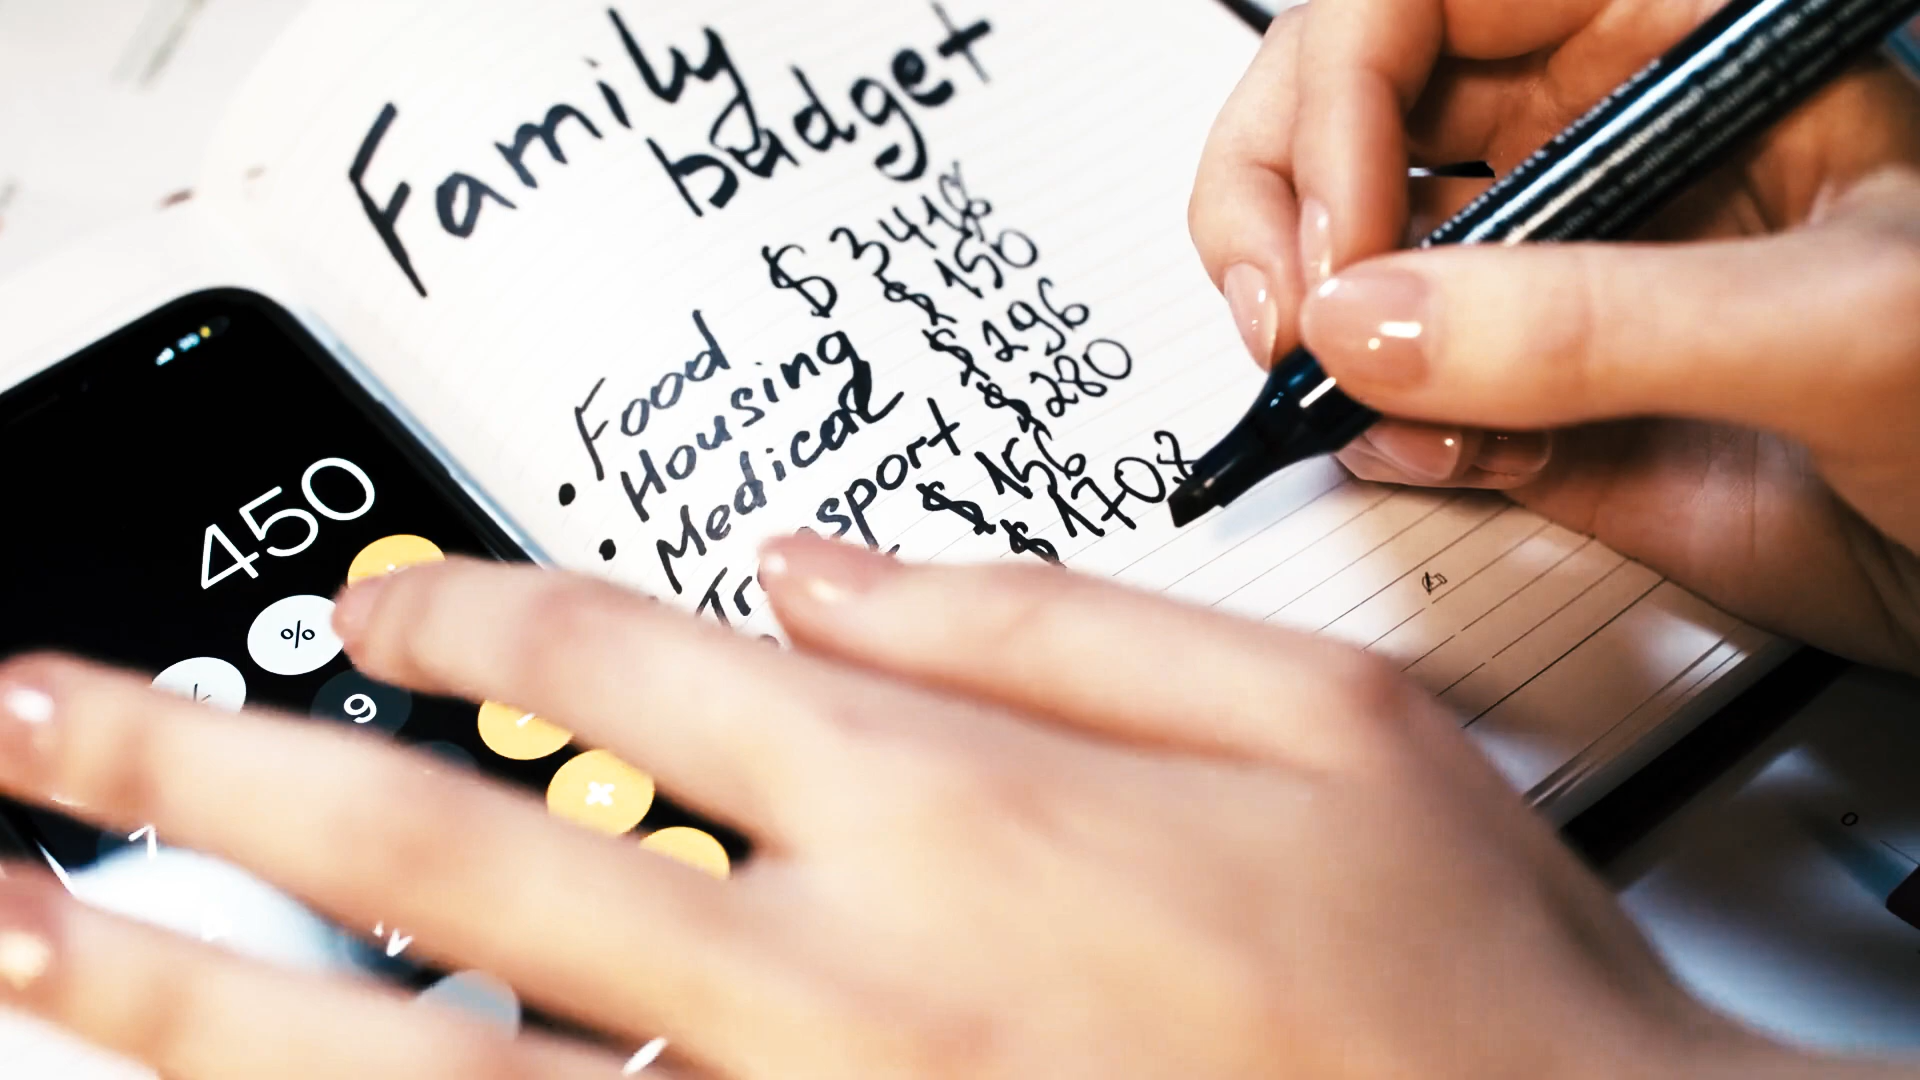 Family
budget
Food $ 3418
• Housing $ 150
• Medical $ 296
$ 280
$ 156
$ 1708
450
%
9
×